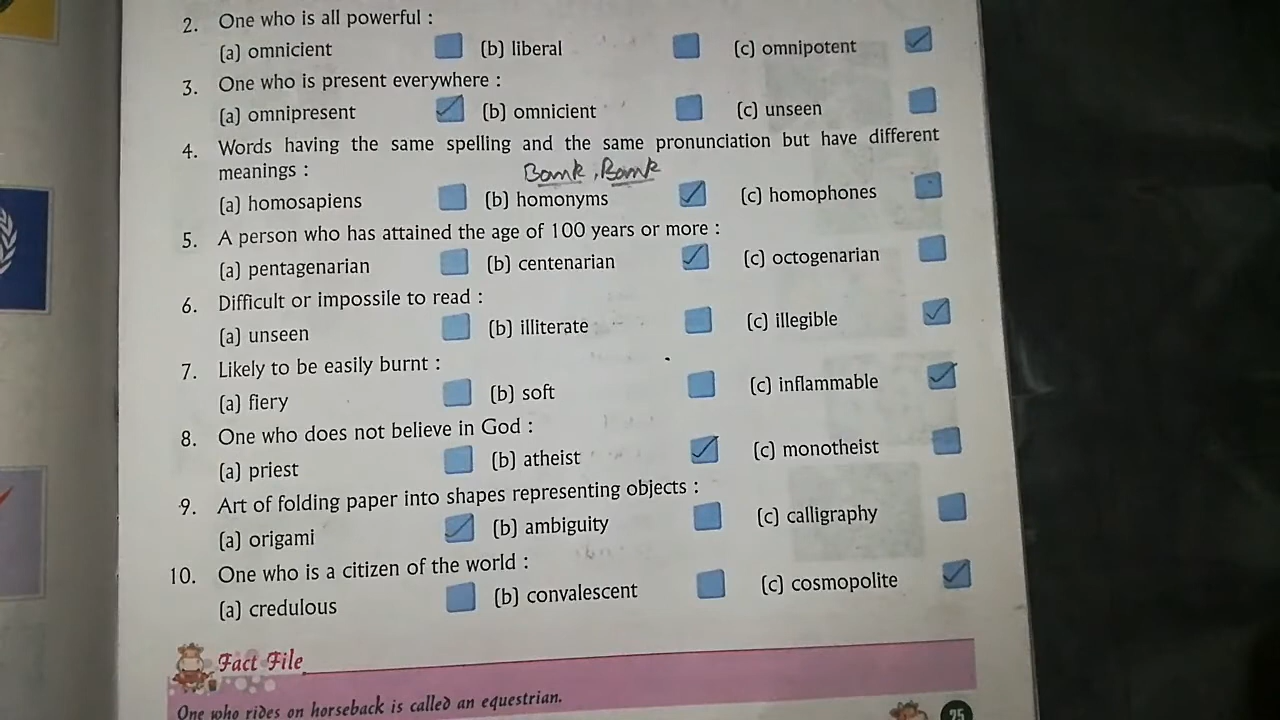 2. One who is all powerful :
(a) omnicient (b) liberal (c) omnipotent
3. One who is present everywhere :
(a) omnipresent (b) omnicient (c) unseen
4. Words having the same spelling and the same pronunciation but have different
meanings : Bank, Bank
(a) homosapiens (b) homonyms (c) homophones
5. A person who has attained the age of 100 years or more :
(a) pentagenarian (b) centenarian (c) octogenarian
6. Difficult or impossile to read :
(a) unseen (b) illiterate (c) illegible
7. Likely to be easily burnt :
(a) fiery (b) soft (c) inflammable
8. One who does not believe in God :
(a) priest (b) atheist (c) monotheist
9. Art of folding paper into shapes representing objects :
(a) origami (b) ambiguity (c) calligraphy
10. One who is a citizen of the world :
(a) credulous (b) convalescent (c) cosmopolite
Fact File
One who rides on horseback is called an equestrian.
25